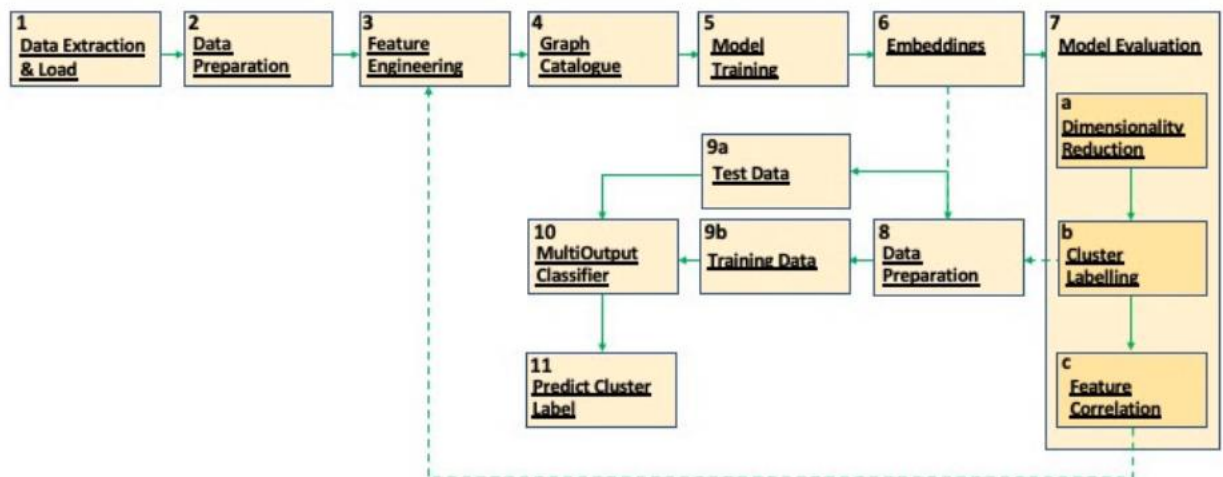 1
Data Extraction
& Load
2
Data
Preparation
3
Feature
Engineering
4
Graph
Catalogue
5
Model
Training
6
Embeddings
7
Model Evaluation
a
Dimensionality
Reduction
b
Cluster
Labelling
c
Feature
Correlation
8
Data
Preparation
9a
Test Data
9b
Training Data
10
MultiOutput
Classifier
11
Predict Cluster
Label